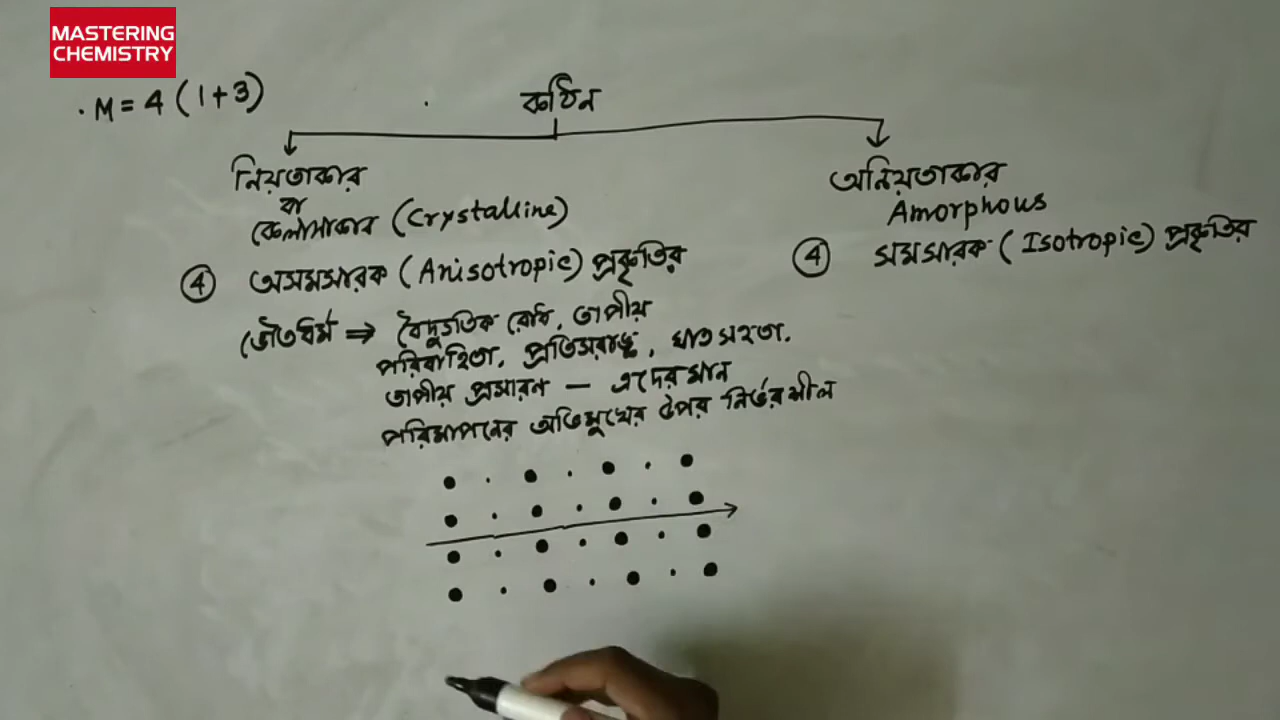 MASTERING
CHEMISTRY
. M = 4 (1+3)
কঠিন
নিয়তাকার
বা
কেলাসাকার (Crystalline)
④ অসমসারক (Anisotropic) প্রকৃতির
ভৌতধর্ম ⇒ বৈদ্যুতিক রোধ, তাপীয়
পরিবাহিতা, প্রতিসরাঙ্ক, ঘাতসহতা,
তাপীয় প্রসারণ — এদের মান
পরিমাপনের অভিমুখের উপর নির্ভরশীল
অনিয়তাকার
Amorphous
④ সমসারক (Isotropic) প্রকৃতির